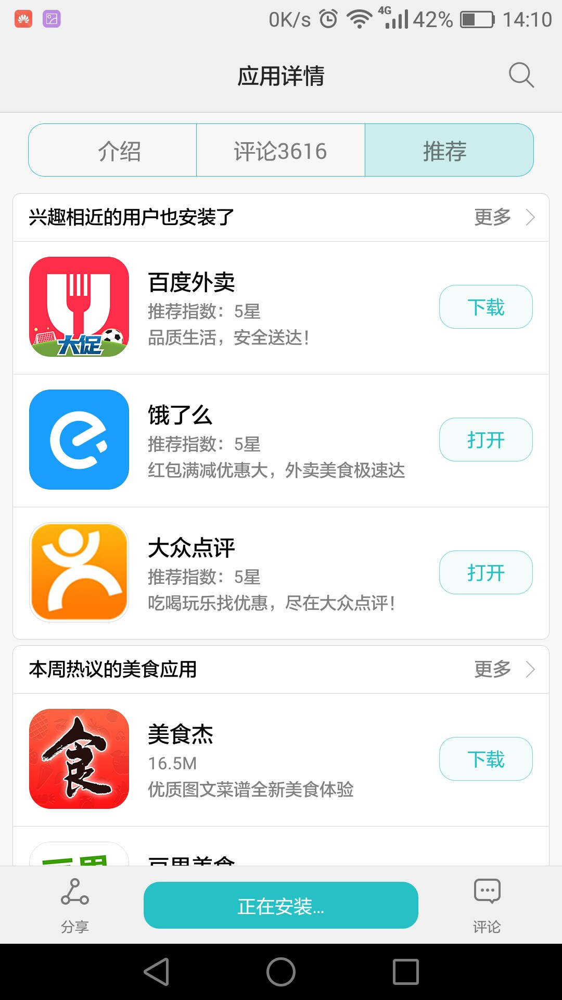 0K/s 4G 42% 14:10
应用详情
介绍 评论3616 推荐
兴趣相近的用户也安装了 更多
百度外卖
推荐指数：5星
品质生活，安全送达！
下载
大促
饿了么
推荐指数：5星
红包满减优惠大，外卖美食极速达
打开
大众点评
推荐指数：5星
吃喝玩乐找优惠，尽在大众点评！
打开
本周热议的美食应用 更多
食
美食杰
16.5M
优质图文菜谱全新美食体验
下载
正在安装...
分享
评论